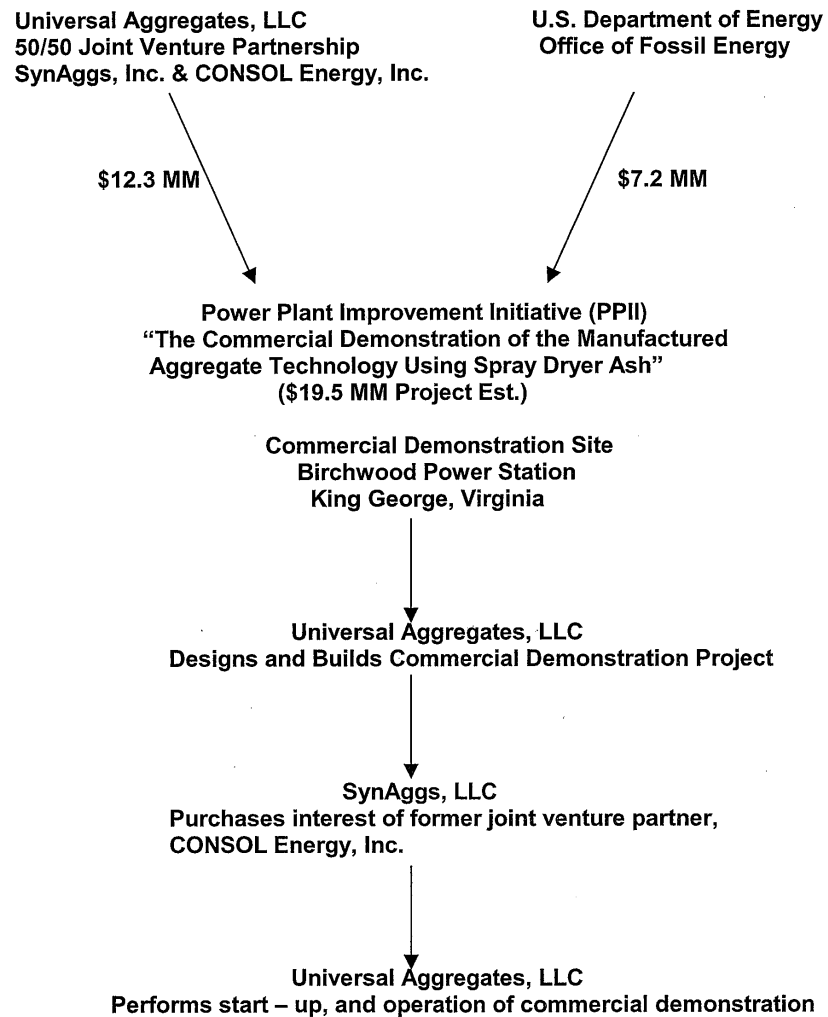 Universal Aggregates, LLC
50/50 Joint Venture Partnership
SynAggs, Inc. & CONSOL Energy, Inc.
U.S. Department of Energy
Office of Fossil Energy
$12.3 MM
$7.2 MM
Power Plant Improvement Initiative (PPII)
“The Commercial Demonstration of the Manufactured
Aggregate Technology Using Spray Dryer Ash”
($19.5 MM Project Est.)
Commercial Demonstration Site
Birchwood Power Station
King George, Virginia
Universal Aggregates, LLC
Designs and Builds Commercial Demonstration Project
SynAggs, LLC
Purchases interest of former joint venture partner,
CONSOL Energy, Inc.
Universal Aggregates, LLC
Performs start – up, and operation of commercial demonstration